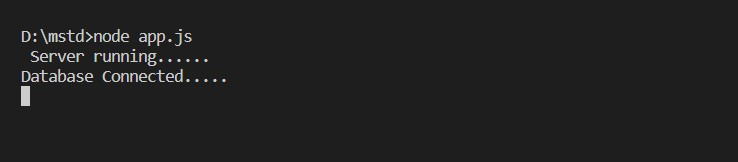 D:\mstd>node app.js
 Server running......
Database Connected.....